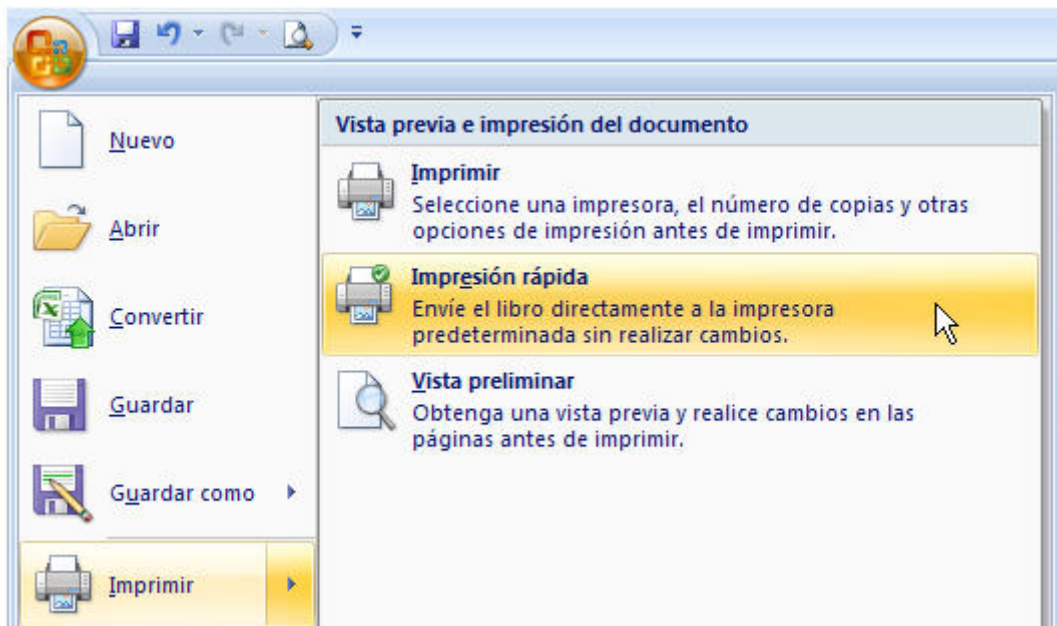 Nuevo
Abrir
Convertir
Guardar
Guardar como
Imprimir
Vista previa e impresión del documento
Imprimir
Seleccione una impresora, el número de copias y otras
opciones de impresión antes de imprimir.
Impresión rápida
Envíe el libro directamente a la impresora
predeterminada sin realizar cambios.
Vista preliminar
Obtenga una vista previa y realice cambios en las
páginas antes de imprimir.